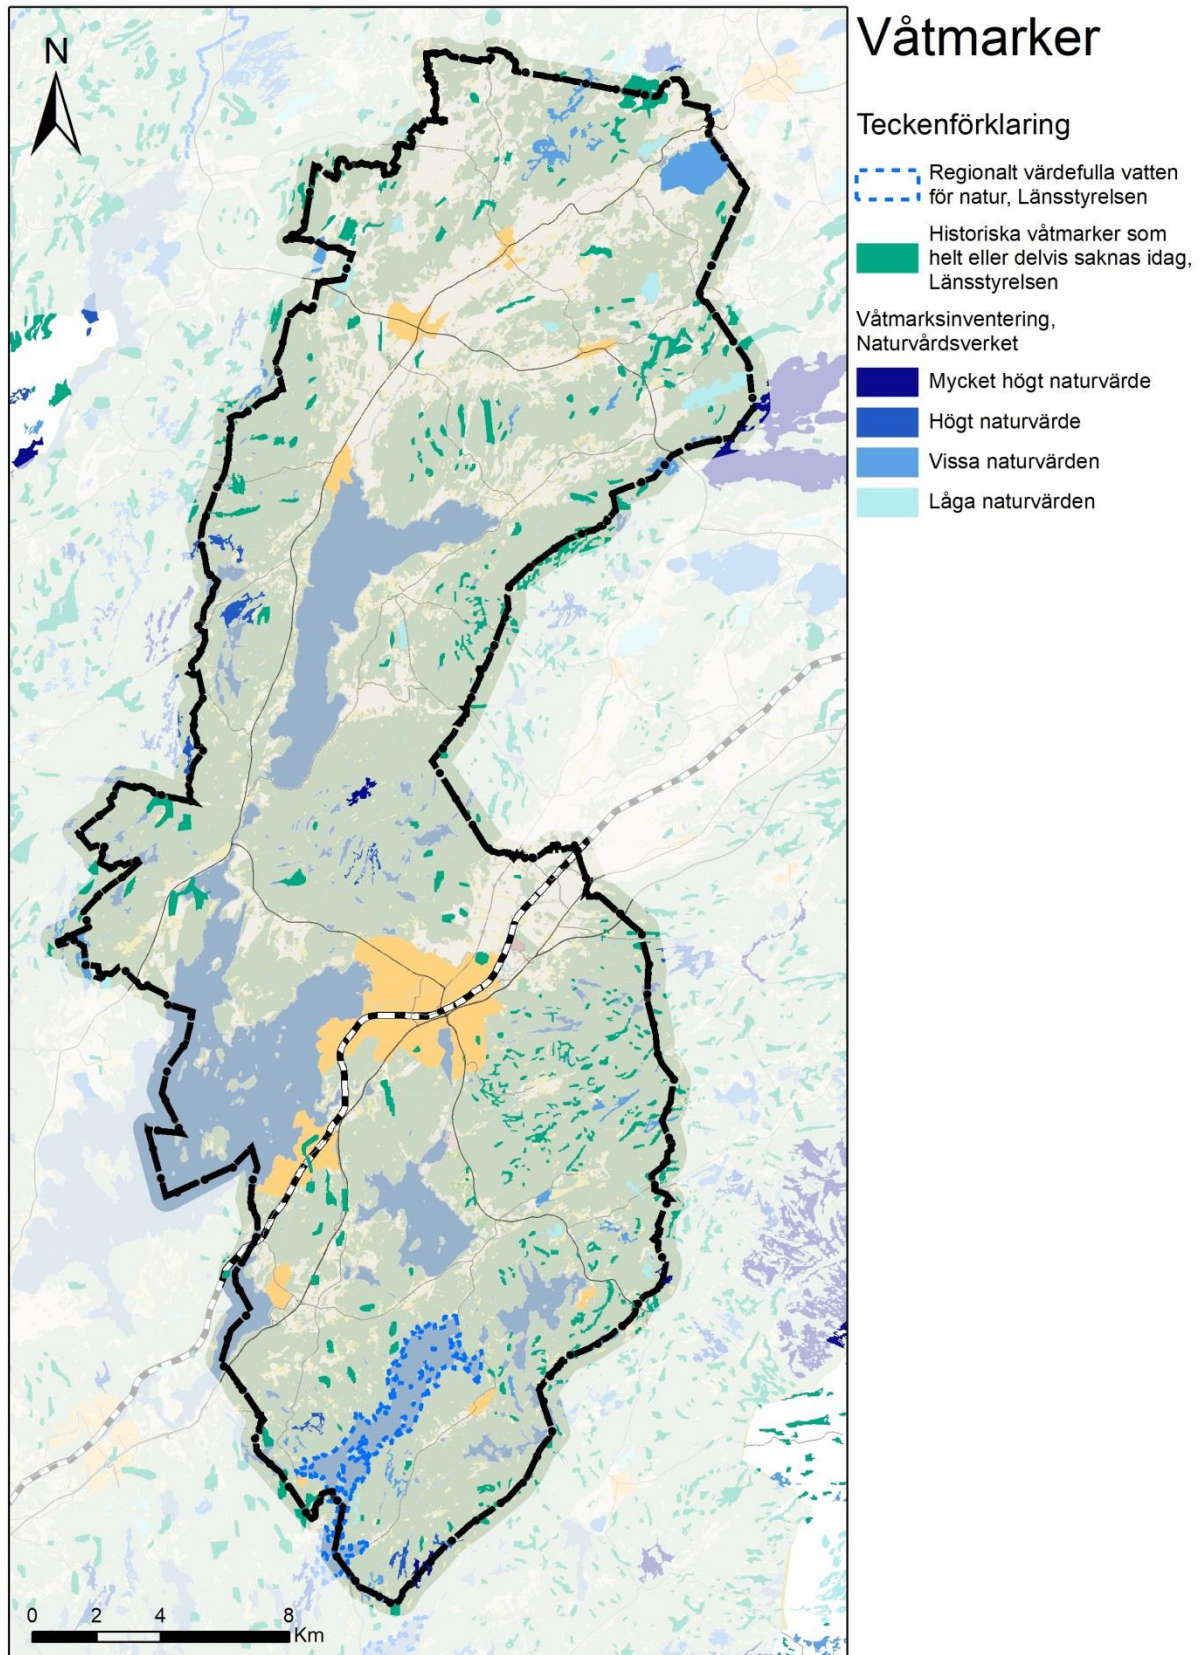 Våtmarker
N
Teckenförklaring
Regionalt värdefulla vatten
för natur, Länsstyrelsen
Historiska våtmarker som
helt eller delvis saknas idag,
Länsstyrelsen
Våtmarksinventering,
Naturvårdsverket
Mycket högt naturvärde
Högt naturvärde
Vissa naturvärden
Låga naturvärden
0 2 4 8
Km